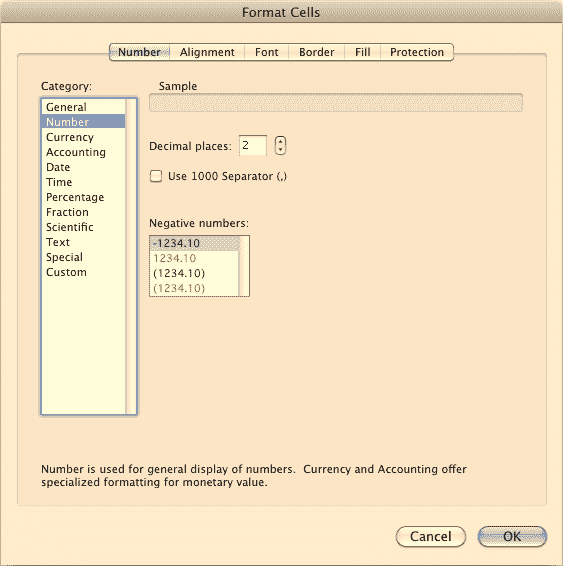 Format Cells
Number Alignment Font Border Fill Protection
Category:
General
Number
Currency
Accounting
Date
Time
Percentage
Fraction
Scientific
Text
Special
Custom
Sample
Decimal places: 2
Use 1000 Separator (,)
Negative numbers:
-1234.10
1234.10
(1234.10)
(1234.10)
Number is used for general display of numbers.  Currency and Accounting offer
specialized formatting for monetary value.
Cancel OK